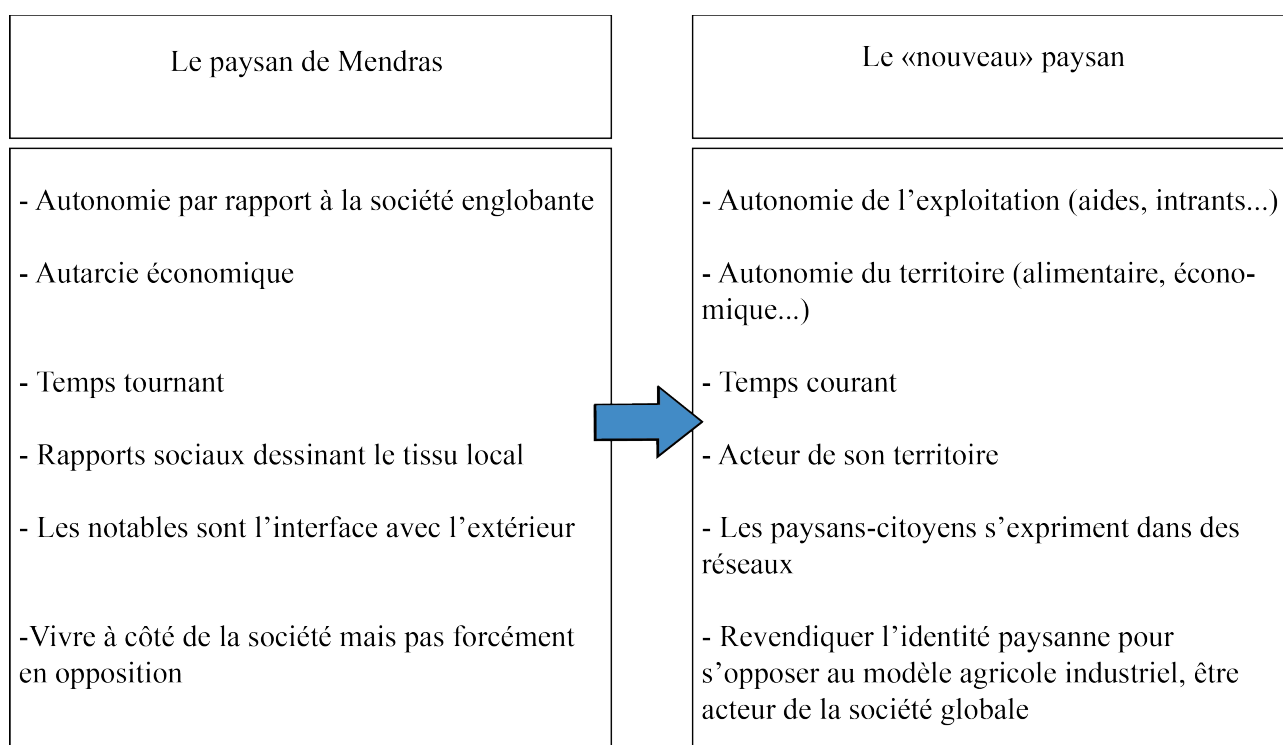 Le paysan de Mendras
- Autonomie par rapport à la société englobante
- Autarcie économique
- Temps tournant
- Rapports sociaux dessinant le tissu local
- Les notables sont l’interface avec l’extérieur
-Vivre à côté de la société mais pas forcément
en opposition
Le «nouveau» paysan
- Autonomie de l’exploitation (aides, intrants...)
- Autonomie du territoire (alimentaire, écono-
mique...)
- Temps courant
- Acteur de son territoire
- Les paysans-citoyens s’expriment dans des
réseaux
- Revendiquer l’identité paysanne pour
s’opposer au modèle agricole industriel, être
acteur de la société globale